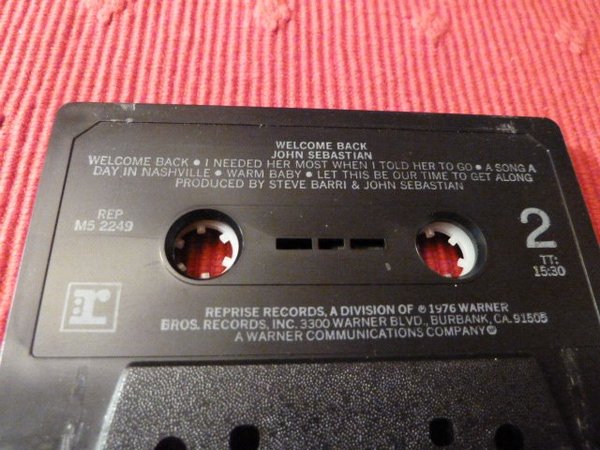 WELCOME BACK
JOHN SEBASTIAN
WELCOME BACK ● I NEEDED HER MOST WHEN I TOLD HER TO GO ● A SONG A
DAY IN NASHVILLE ● WARM BABY ● LET THIS BE OUR TIME TO GET ALONG
PRODUCED BY STEVE BARRI & JOHN SEBASTIAN
REP
M5 2249
2
TT:
15:30
r
REPRISE RECORDS, A DIVISION OF ℗ 1976 WARNER
BROS. RECORDS, INC. 3300 WARNER BLVD., BURBANK, CA. 91505
A WARNER COMMUNICATIONS COMPANY